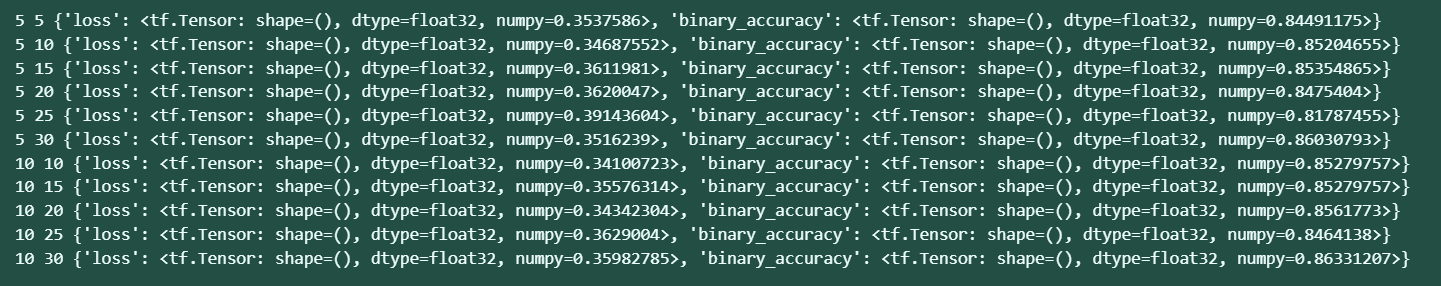 5 5 {'loss': <tf.Tensor: shape=(), dtype=float32, numpy=0.3537586>, 'binary_accuracy': <tf.Tensor: shape=(), dtype=float32, numpy=0.84491175>}
5 10 {'loss': <tf.Tensor: shape=(), dtype=float32, numpy=0.34687552>, 'binary_accuracy': <tf.Tensor: shape=(), dtype=float32, numpy=0.85204655>}
5 15 {'loss': <tf.Tensor: shape=(), dtype=float32, numpy=0.3611981>, 'binary_accuracy': <tf.Tensor: shape=(), dtype=float32, numpy=0.85354865>}
5 20 {'loss': <tf.Tensor: shape=(), dtype=float32, numpy=0.3620047>, 'binary_accuracy': <tf.Tensor: shape=(), dtype=float32, numpy=0.8475404>}
5 25 {'loss': <tf.Tensor: shape=(), dtype=float32, numpy=0.39143604>, 'binary_accuracy': <tf.Tensor: shape=(), dtype=float32, numpy=0.81787455>}
5 30 {'loss': <tf.Tensor: shape=(), dtype=float32, numpy=0.3516239>, 'binary_accuracy': <tf.Tensor: shape=(), dtype=float32, numpy=0.86030793>}
10 10 {'loss': <tf.Tensor: shape=(), dtype=float32, numpy=0.34100723>, 'binary_accuracy': <tf.Tensor: shape=(), dtype=float32, numpy=0.85279757>}
10 15 {'loss': <tf.Tensor: shape=(), dtype=float32, numpy=0.35576314>, 'binary_accuracy': <tf.Tensor: shape=(), dtype=float32, numpy=0.85279757>}
10 20 {'loss': <tf.Tensor: shape=(), dtype=float32, numpy=0.34342304>, 'binary_accuracy': <tf.Tensor: shape=(), dtype=float32, numpy=0.8561773>}
10 25 {'loss': <tf.Tensor: shape=(), dtype=float32, numpy=0.3629004>, 'binary_accuracy': <tf.Tensor: shape=(), dtype=float32, numpy=0.8464138>}
10 30 {'loss': <tf.Tensor: shape=(), dtype=float32, numpy=0.35982785>, 'binary_accuracy': <tf.Tensor: shape=(), dtype=float32, numpy=0.86331207>}